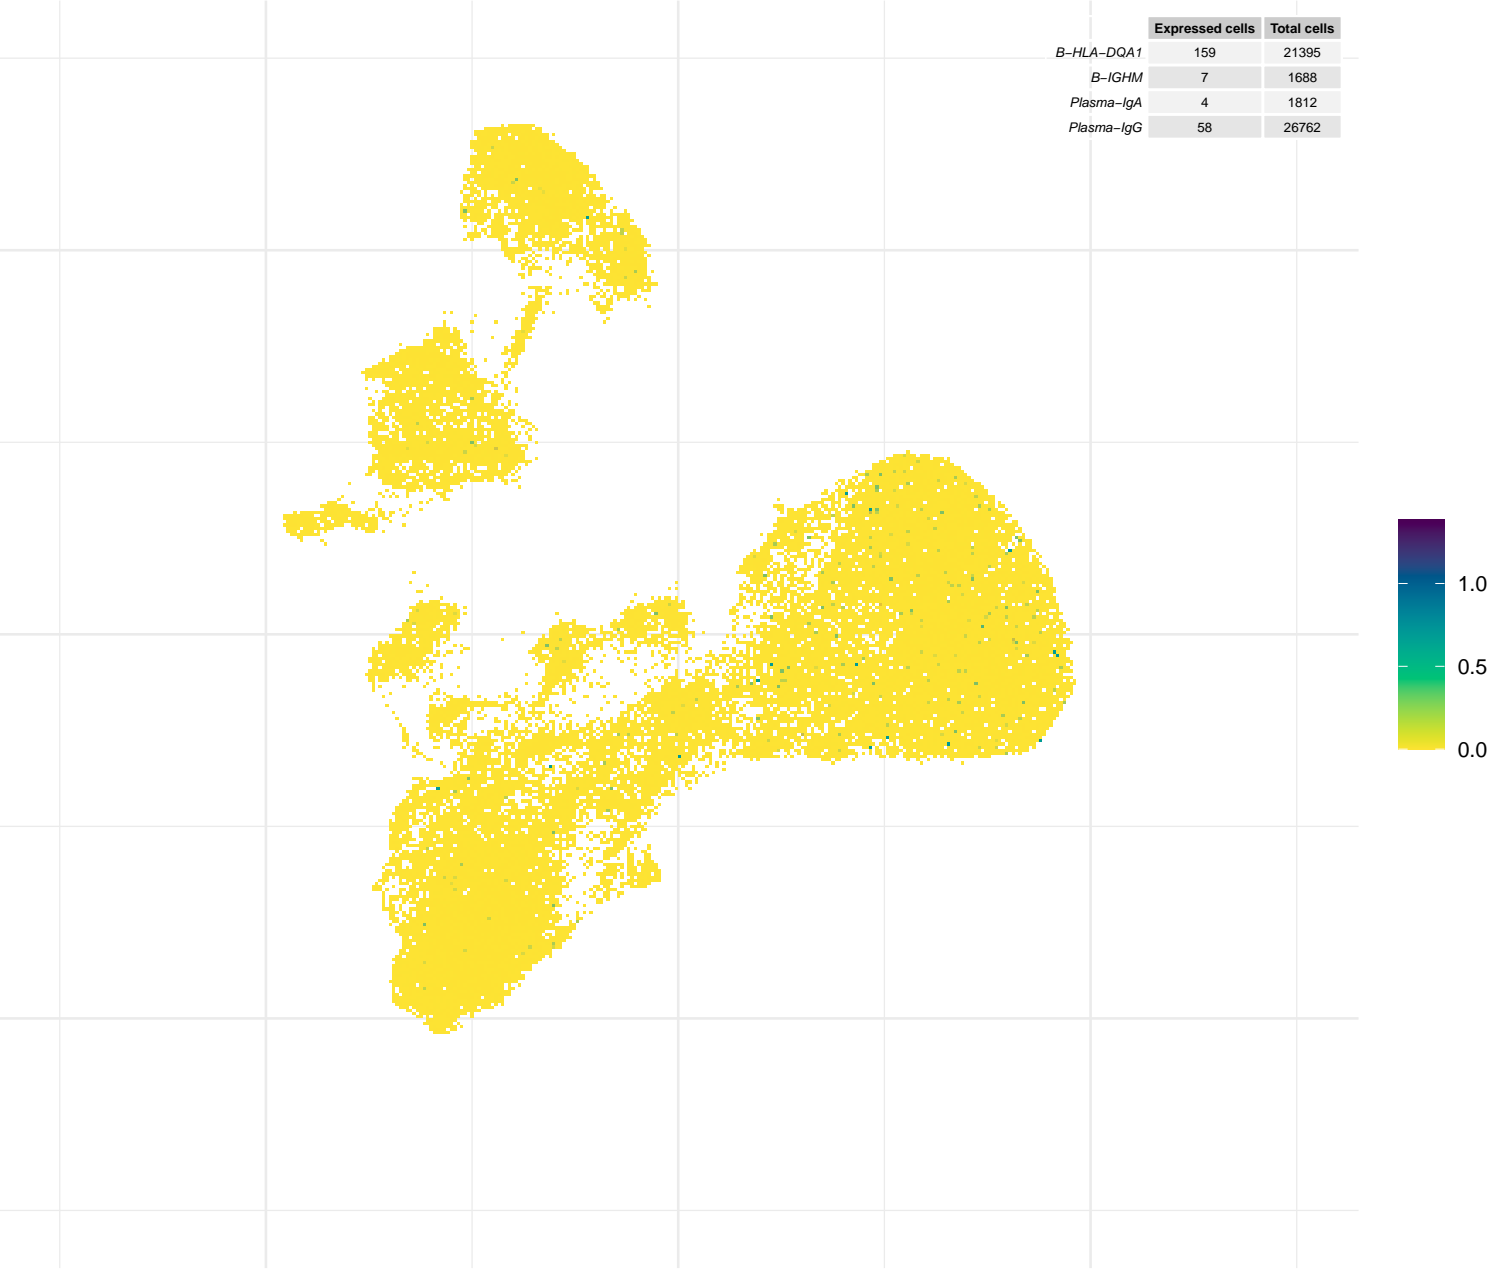 Expressed cells Total cells
B−HLA−DQA1 159 21395
B−IGHM 7 1688
Plasma−IgA 4 1812
Plasma−IgG 58 26762
1.0
0.5
0.0